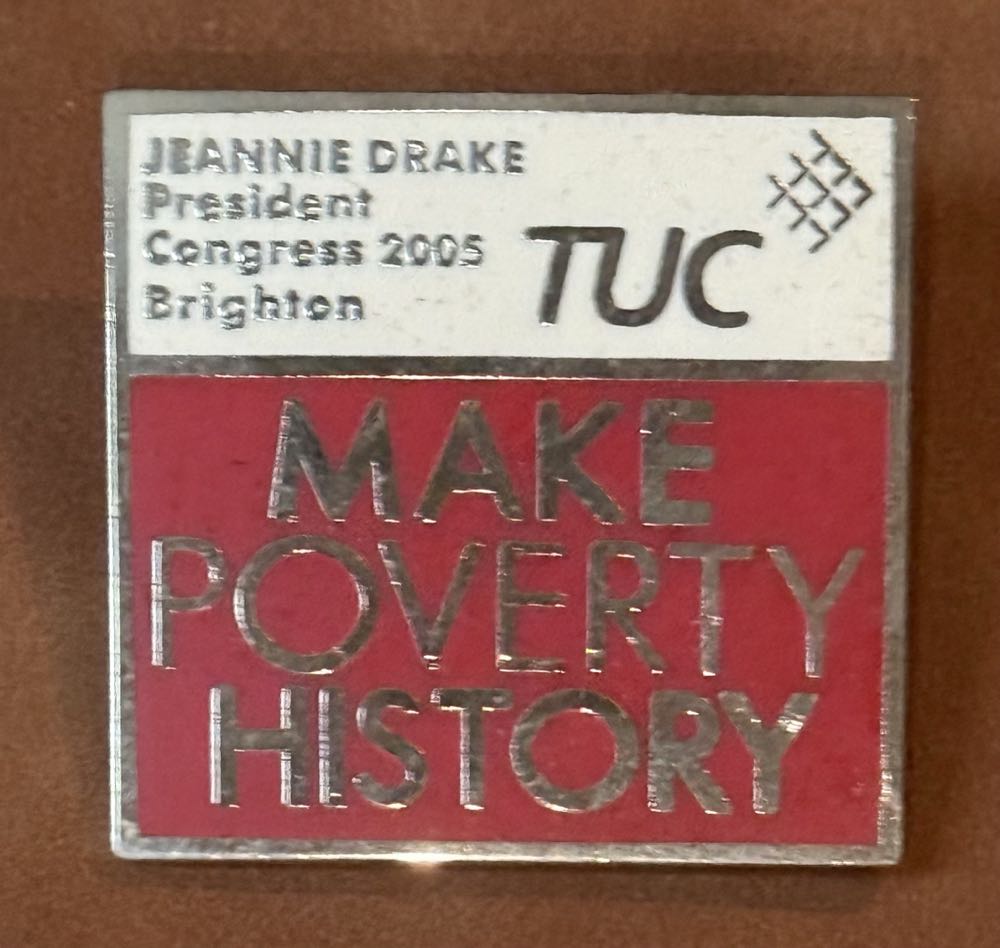 JEANNIE DRAKE
President
Congress 2005
Brighton
TUC
MAKE
POVERTY
HISTORY